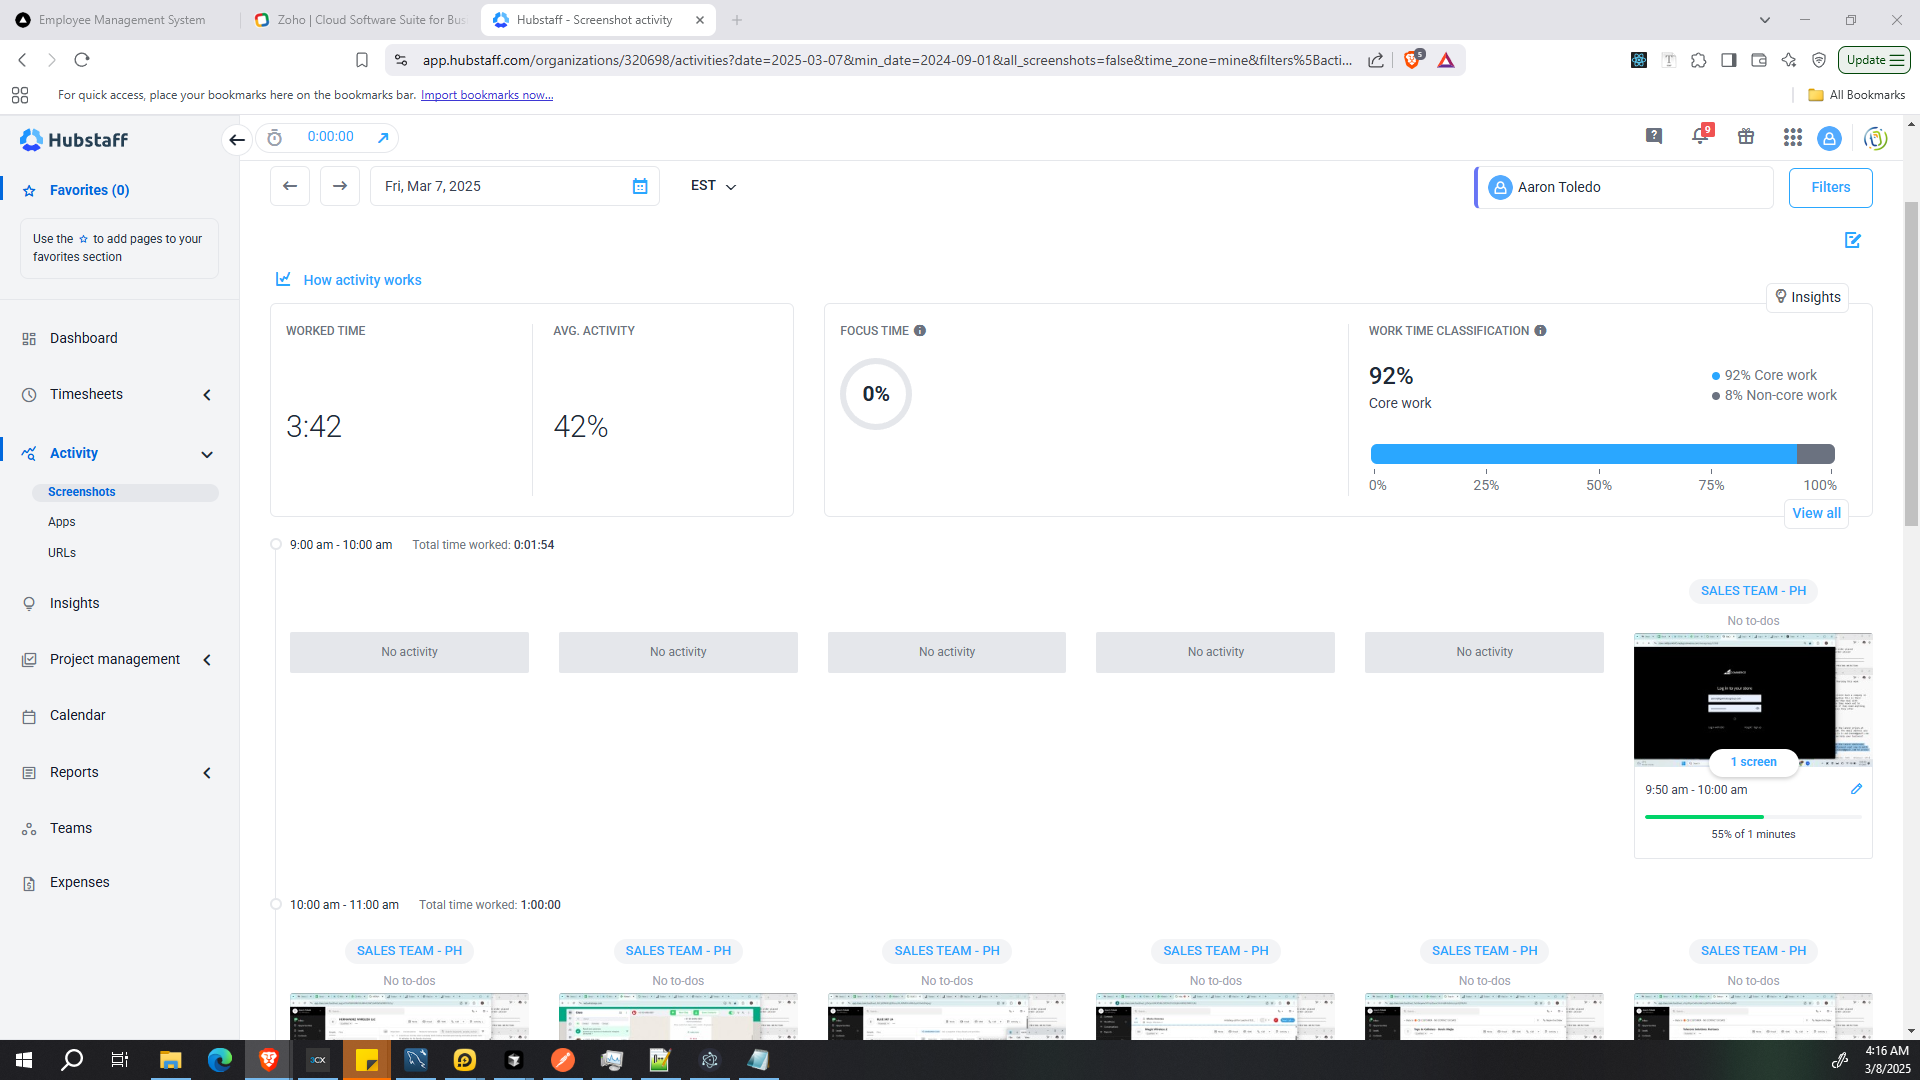 Employee Management System
Zoho | Cloud Software Suite for Bus
Hubstaff - Screenshot activity
app.hubstaff.com/organizations/320698/activities?date=2025-03-07&min_date=2024-09-01&all_screenshots=false&time_zone=mine&filters%5Bacti...
5
Update
For quick access, place your bookmarks here on the bookmarks bar. Import bookmarks now...
All Bookmarks
Hubstaff
0:00:00
9
Favorites (0)
Use the to add pages to your
favorites section
Dashboard
Timesheets
Activity
Screenshots
Apps
URLs
Insights
Project management
Calendar
Reports
Teams
Expenses
Fri, Mar 7, 2025
EST
Aaron Toledo
Filters
How activity works
Insights
WORKED TIME
3:42
AVG. ACTIVITY
42%
FOCUS TIME
0%
WORK TIME CLASSIFICATION
92%
Core work
92% Core work
8% Non-core work
0% 25% 50% 75% 100%
View all
9:00 am - 10:00 am Total time worked: 0:01:54
No activity No activity No activity No activity No activity
SALES TEAM - PH
No to-dos
Log in to your store
1 screen
9:50 am - 10:00 am
55% of 1 minutes
10:00 am - 11:00 am Total time worked: 1:00:00
SALES TEAM - PH SALES TEAM - PH SALES TEAM - PH SALES TEAM - PH SALES TEAM - PH SALES TEAM - PH
No to-dos No to-dos No to-dos No to-dos No to-dos No to-dos
3CX
4:16 AM
3/8/2025